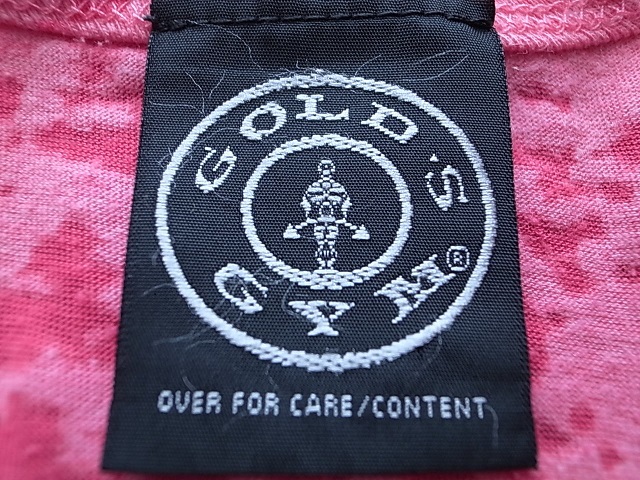 GOLD'S
GYM®
OVER FOR CARE/CONTENT